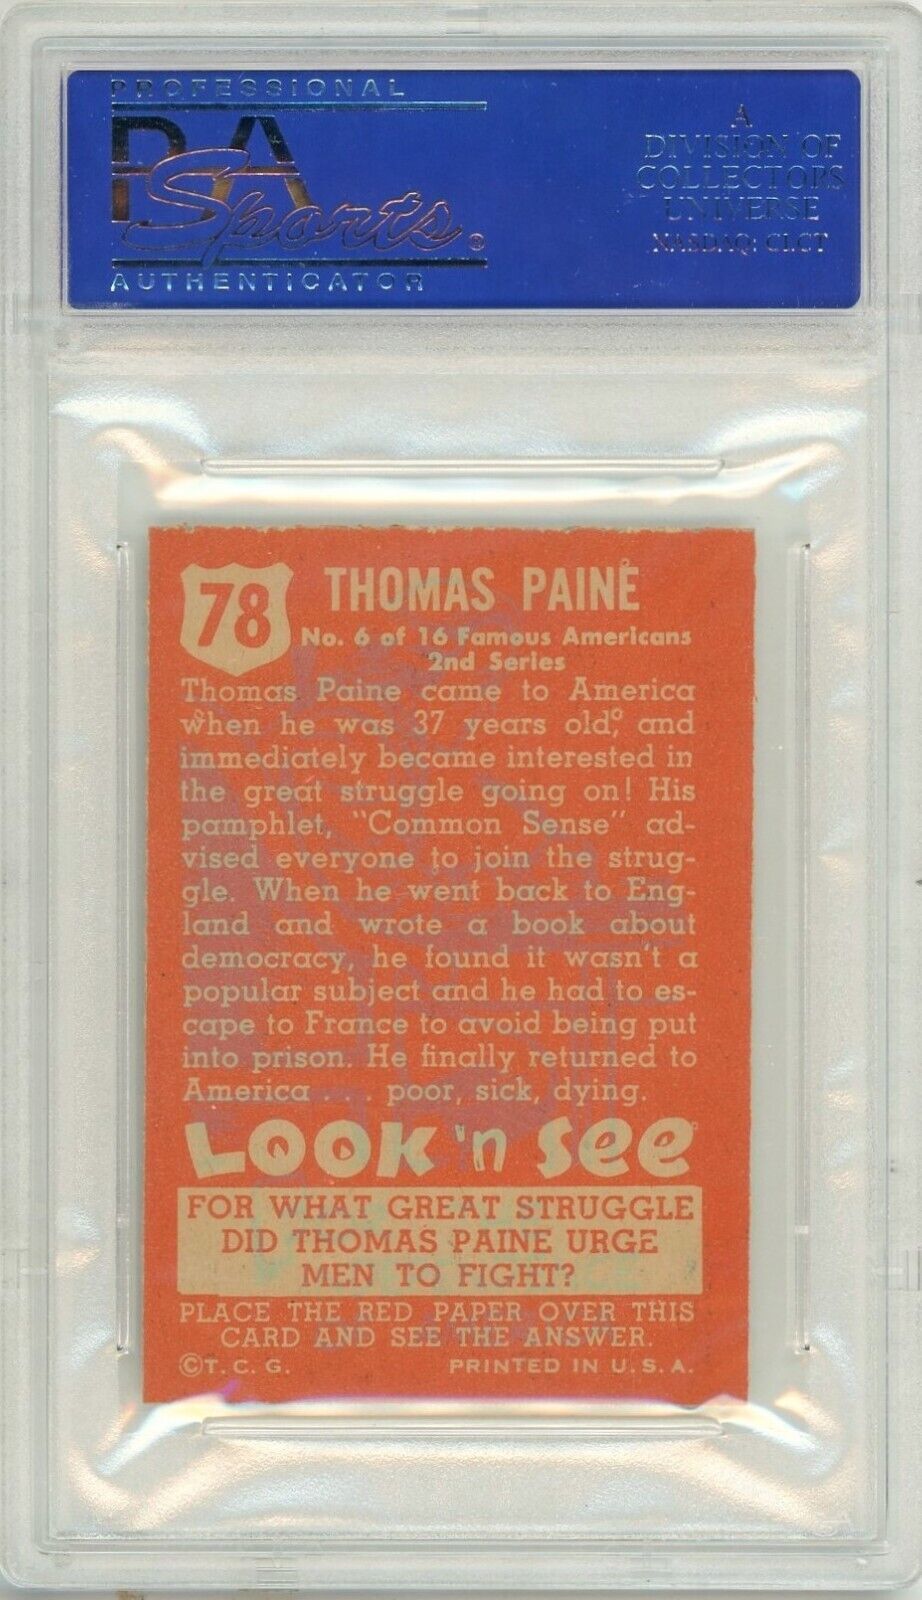 PROFESSIONAL
PSA
Sports®
AUTHENTICATOR
A
DIVISION OF
COLLECTORS
UNIVERSE
NASDAQ: CLCT
78
THOMAS PAINE
No. 6 of 16 Famous Americans
2nd Series
Thomas Paine came to America
when he was 37 years old, and
immediately became interested in
the great struggle going on! His
pamphlet, "Common Sense" ad-
vised everyone to join the strug-
gle. When he went back to Eng-
land and wrote a book about
democracy, he found it wasn't a
popular subject and he had to es-
cape to France to avoid being put
into prison. He finally returned to
America . . . poor, sick, dying.
LOOK 'n SEE
FOR WHAT GREAT STRUGGLE
DID THOMAS PAINE URGE
MEN TO FIGHT?
PLACE THE RED PAPER OVER THIS
CARD AND SEE THE ANSWER.
©T. C. G. PRINTED IN U. S. A.